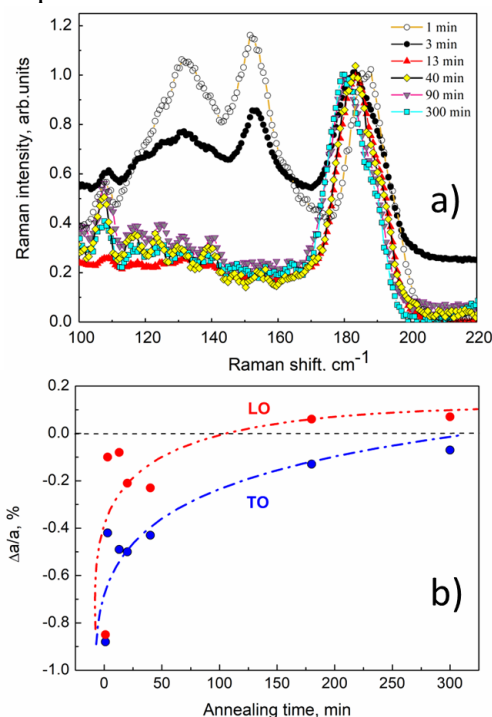 1.2
1.0
0.8
0.6
0.4
0.2
0.0
Raman intensity, arb.units
1 min
3 min
13 min
40 min
90 min
300 min
a)
100 120 140 160 180 200 220
Raman shift. cm-1
0.2
0.0
-0.2
-0.4
-0.6
-0.8
-1.0
Δa/a, %
LO
TO
b)
0 50 100 150 200 250 300
Annealing time, min